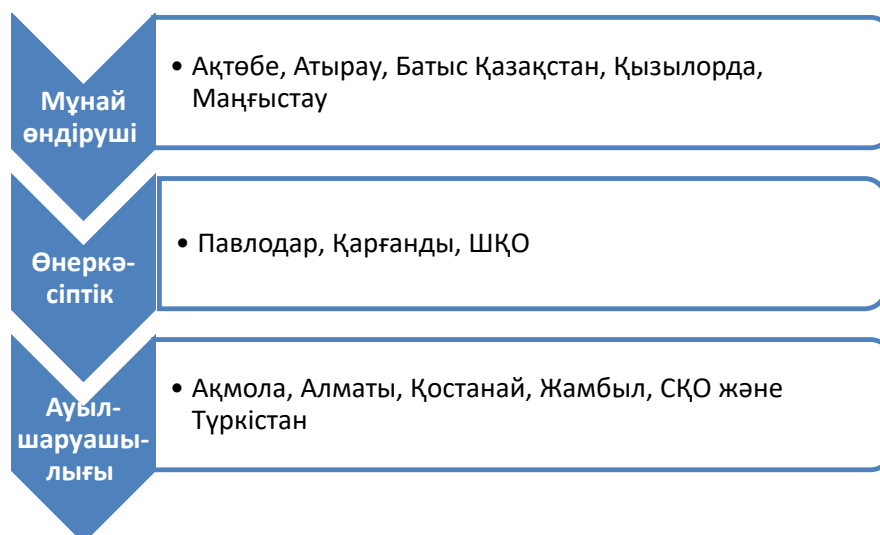 Мұнай
өндіруші
• Ақтөбе, Атырау, Батыс Қазақстан, Қызылорда,
Маңғыстау
Өнеркә-
сіптік
• Павлодар, Қарғанды, ШҚО
Ауыл-
шаруашы-
лығы
• Ақмола, Алматы, Қостанай, Жамбыл, СҚО және
Түркістан